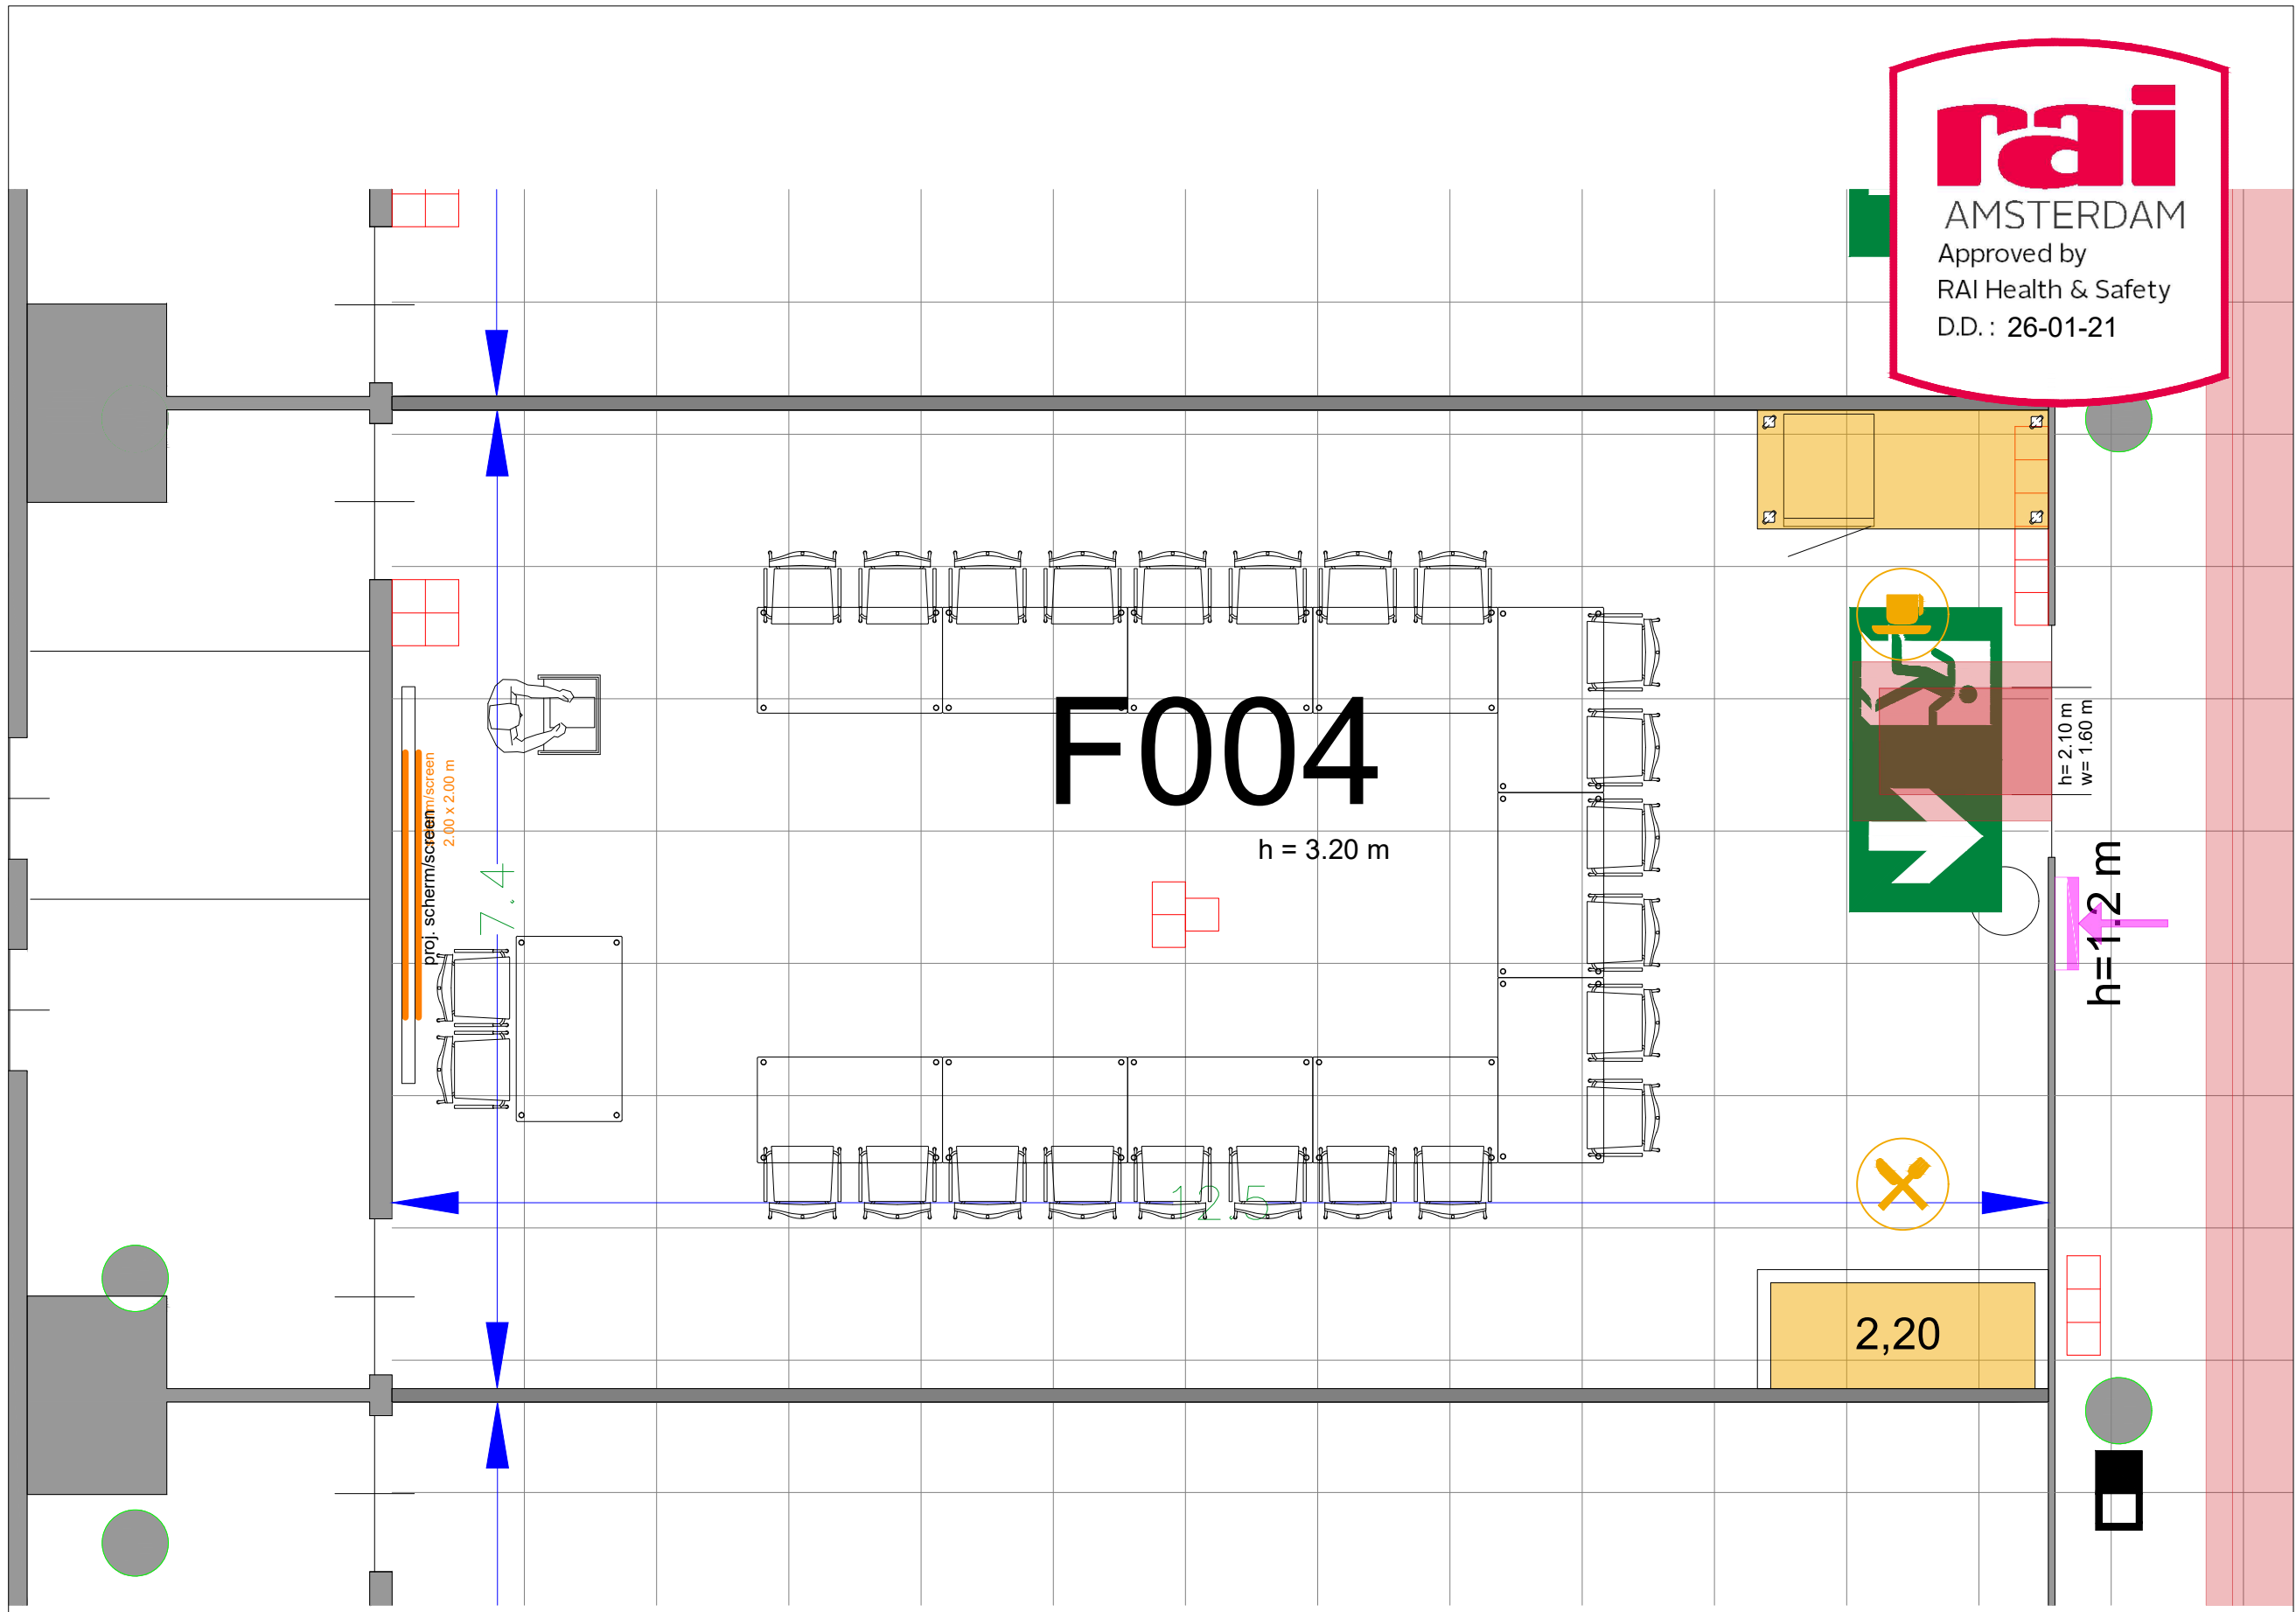 rai
AMSTERDAM
Approved by
RAI Health & Safety
D.D. : 26-01-21
F004
h = 3.20 m
h= 2.10 m
w= 1.60 m
h=1.2 m
proj. scherm/screen
2.00 x 2.00 m
7.4
12.5
2,20